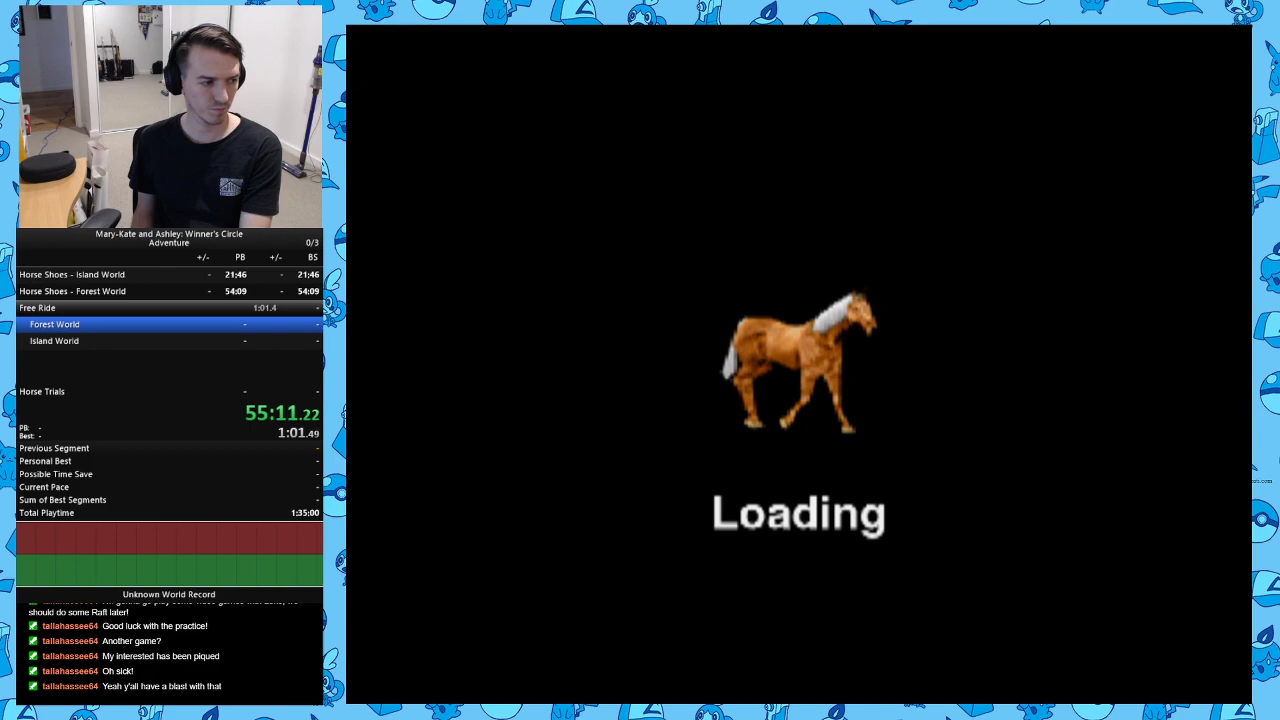 Mary-Kate and Ashley: Winner's Circle
Adventure 0/3
+/- PB +/- BS
Horse Shoes - Island World - 21:46 - 21:46
Horse Shoes - Forest World - 54:09 - 54:09
Free Ride 1:01.4 -
Forest World - -
Island World - -
Horse Trials - -
55:11.22
PB: -
Best: - 1:01.49
Previous Segment -
Personal Best -
Possible Time Save -
Current Pace -
Sum of Best Segments -
Total Playtime 1:35:00
Unknown World Record
should do some Raft later!
tallahassee64 Good luck with the practice!
tallahassee64 Another game?
tallahassee64 My interested has been piqued
tallahassee64 Oh sick!
tallahassee64 Yeah y'all have a blast with that
Loading